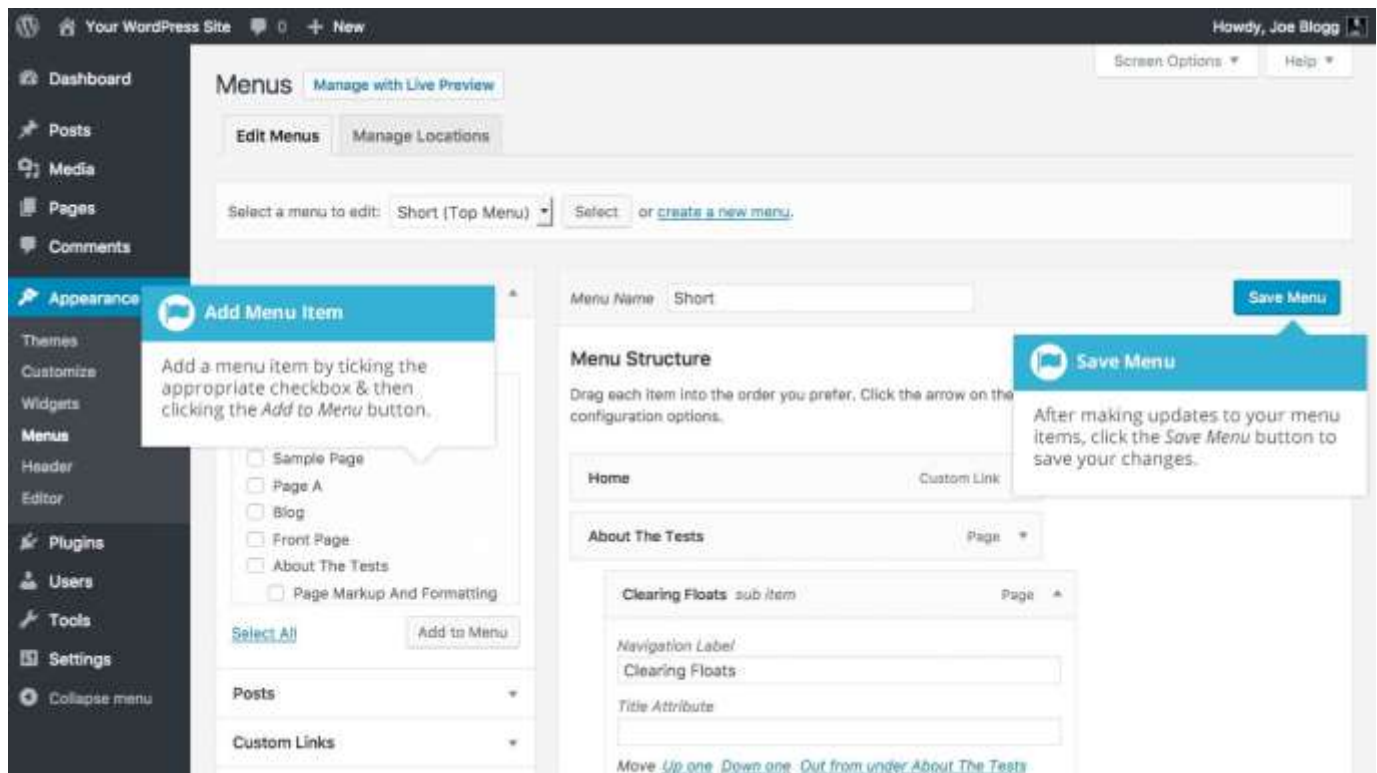 Your WordPress Site 0 + New
Howdy, Joe Blogg
Screen Options
Help
Dashboard
Posts
Media
Pages
Comments
Appearance
Themes
Customize
Widgets
Menus
Header
Editor
Plugins
Users
Tools
Settings
Collapse menu
Menus Manage with Live Preview
Edit Menus Manage Locations
Select a menu to edit: Short (Top Menu) Select or create a new menu.
Add Menu Item
Add a menu item by ticking the
appropriate checkbox & then
clicking the Add to Menu button.
Sample Page
Page A
Blog
Front Page
About The Tests
Page Markup And Formatting
Select All Add to Menu
Posts
Custom Links
Menu Name Short Save Menu
Menu Structure
Drag each item into the order you prefer. Click the arrow on the
configuration options.
Save Menu
After making updates to your menu
items, click the Save Menu button to
save your changes.
Home Custom Link
About The Tests Page
Clearing Floats sub item Page
Navigation Label
Clearing Floats
Title Attribute
Move Up one Down one Out from under About The Tests